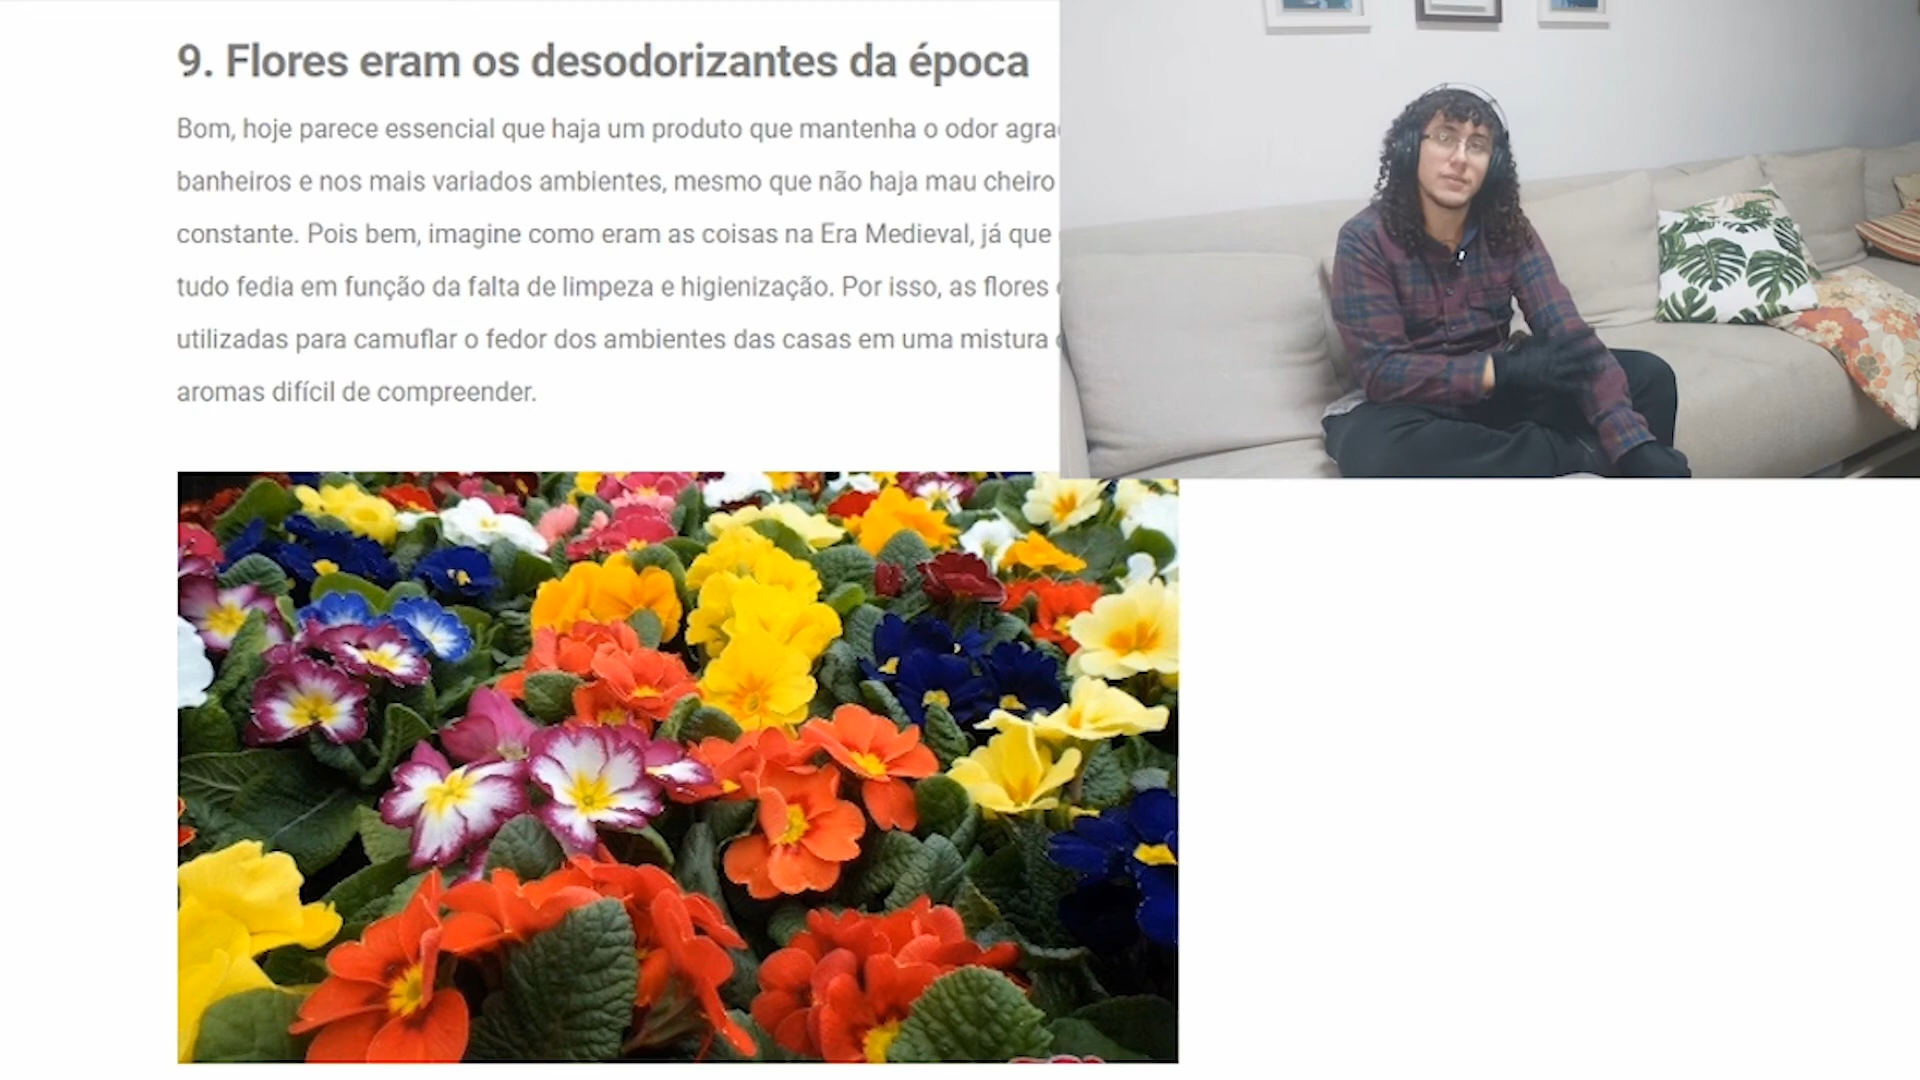 9. Flores eram os desodorizantes da época
Bom, hoje parece essencial que haja um produto que mantenha o odor
banheiros e nos mais variados ambientes, mesmo que não haja mau cheiro
constante. Pois bem, imagine como eram as coisas na Era Medieval, já que
tudo fedia em função da falta de limpeza e higienização. Por isso, as flores
utilizadas para camuflar o fedor dos ambientes das casas em uma mistura
aromas difícil de compreender.